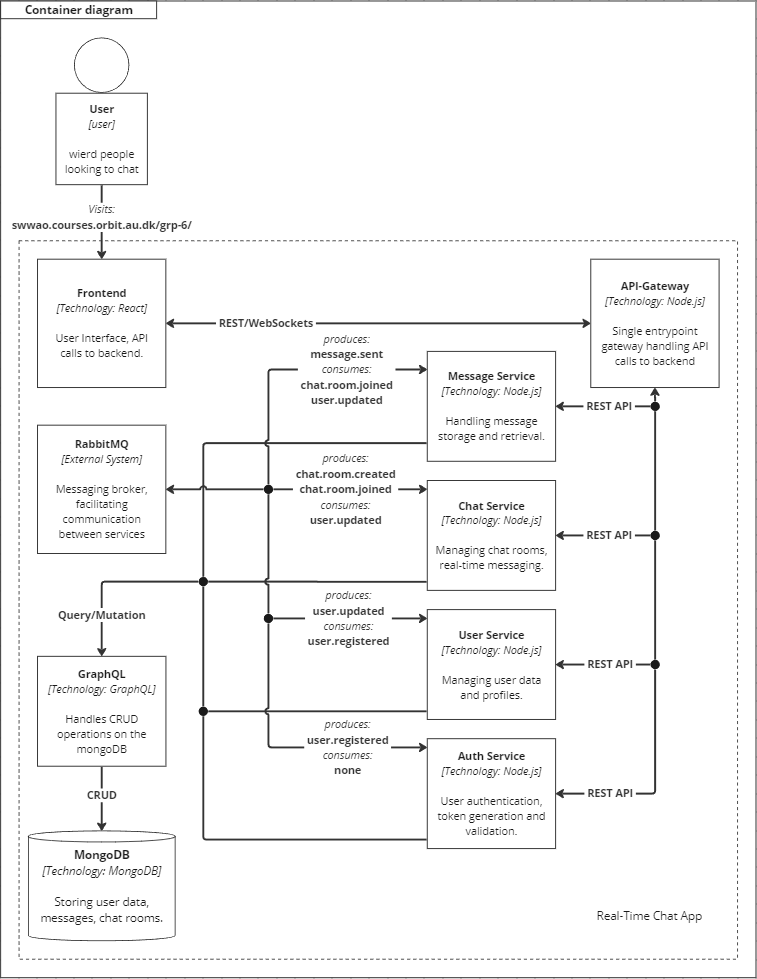 Container diagram
User
[user]
wierd people
looking to chat
Visits:
swwao.courses.orbit.au.dk/grp-6/
Frontend
[Technology: React]
User Interface, API
calls to backend.
REST/WebSockets
API-Gateway
[Technology: Node.js]
Single entrypoint
gateway handling API
calls to backend
produces:
message.sent
consumes:
chat.room.joined
user.updated
Message Service
[Technology: Node.js]
Handling message
storage and retrieval.
REST API
RabbitMQ
[External System]
Messaging broker,
facilitating
communication
between services
produces:
chat.room.created
chat.room.joined
consumes:
user.updated
Chat Service
[Technology: Node.js]
Managing chat rooms,
real-time messaging.
REST API
Query/Mutation
produces:
user.updated
consumes:
user.registered
User Service
[Technology: Node.js]
Managing user data
and profiles.
REST API
GraphQL
[Technology: GraphQL]
Handles CRUD
operations on the
mongoDB
produces:
user.registered
consumes:
none
Auth Service
[Technology: Node.js]
User authentication,
token generation and
validation.
REST API
CRUD
MongoDB
[Technology: MongoDB]
Storing user data,
messages, chat rooms.
Real-Time Chat App